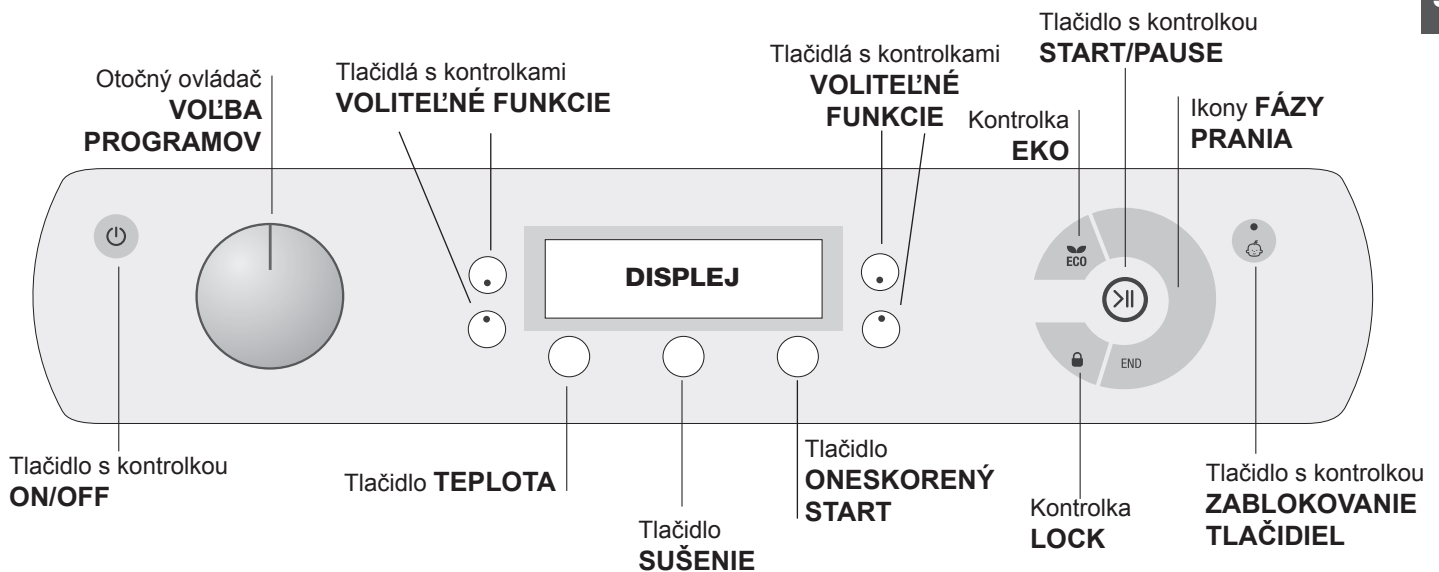 Tlačidlo s kontrolkou
START/PAUSE
Otočný ovládač
VOĽBA
PROGRAMOV
Tlačidlá s kontrolkami
VOLITEĽNÉ FUNKCIE
Tlačidlá s kontrolkami
VOLITEĽNÉ
FUNKCIE
Kontrolka
EKO
Ikony FÁZY
PRANIA
DISPLEJ
ECO
END
Tlačidlo s kontrolkou
ON/OFF
Tlačidlo TEPLOTA
Tlačidlo
SUŠENIE
Tlačidlo
ONESKORENÝ
START
Kontrolka
LOCK
Tlačidlo s kontrolkou
ZABLOKOVANIE
TLAČIDIEL